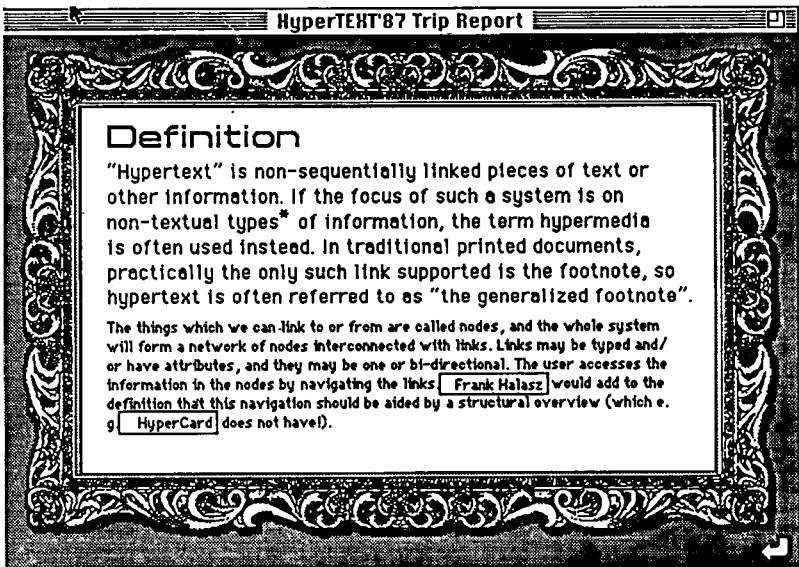 HyperTEXT'87 Trip Report
Definition
"Hypertext" is non-sequentially linked pieces of text or
other information. If the focus of such a system is on
non-textual types* of information, the term hypermedia
is often used instead. In traditional printed documents,
practically the only such link supported is the footnote, so
hypertext is often referred to as "the generalized footnote".
The things which we can link to or from are called nodes, and the whole system
will form a network of nodes interconnected with links. Links may be typed and/
or have attributes, and they may be one or bi-directional. The user accesses the
information in the nodes by navigating the links. Frank Halasz would add to the
definition that this navigation should be aided by a structural overview (which e.
g. HyperCard does not have!).